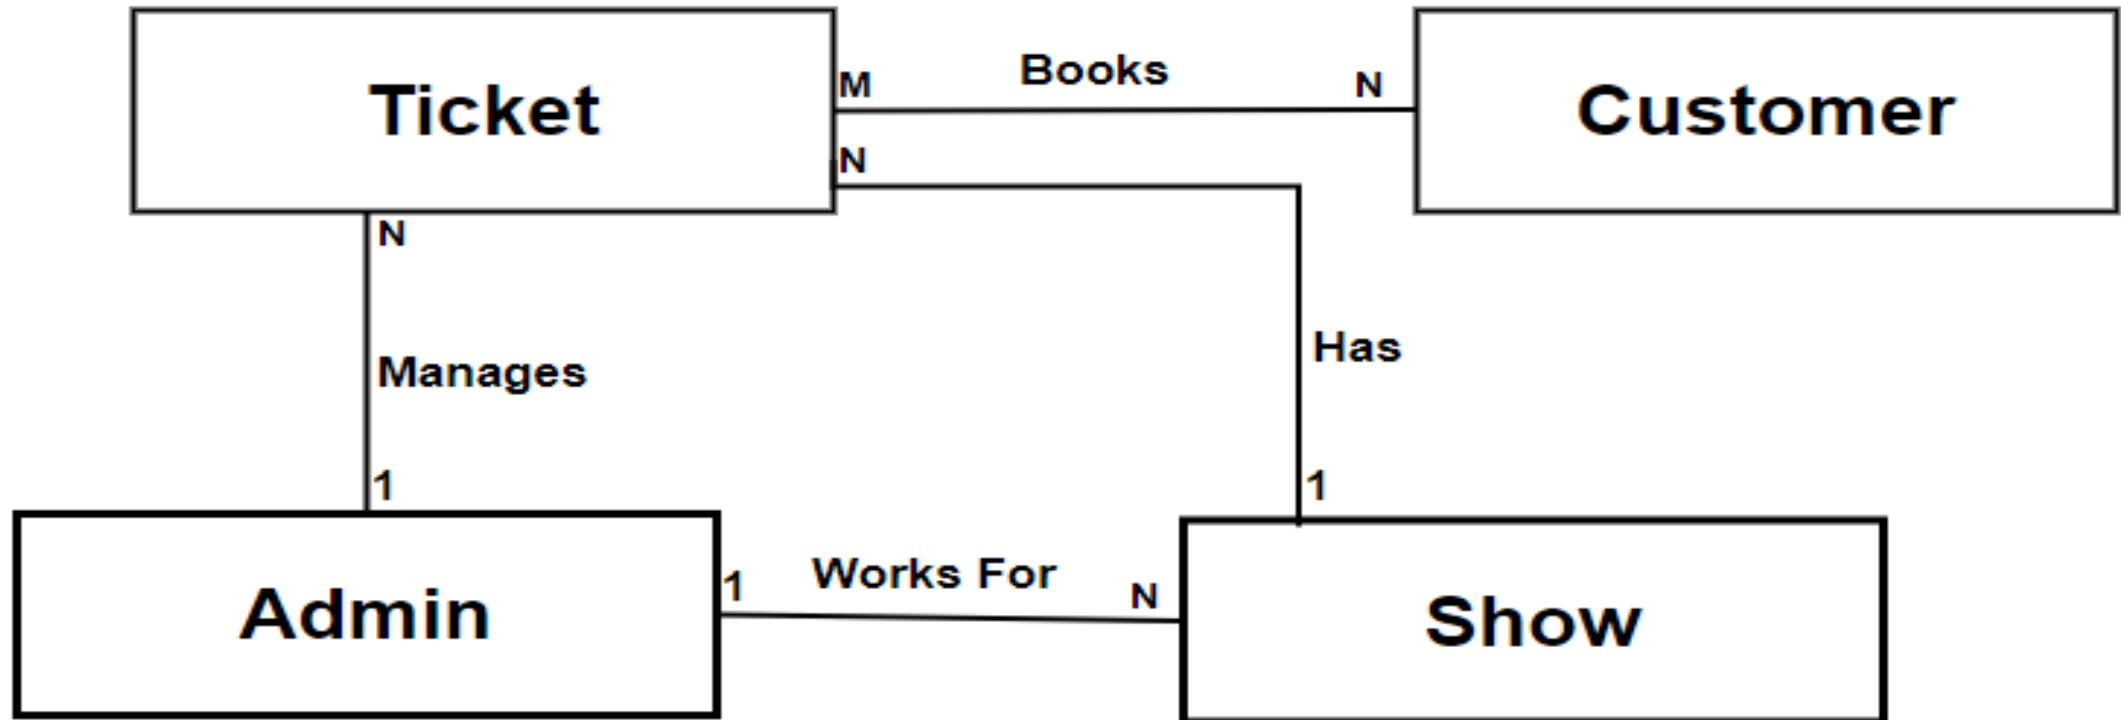 Ticket
M
Books
N
Customer
N
N
Manages
Has
1
1
Admin
1
Works For
N
Show